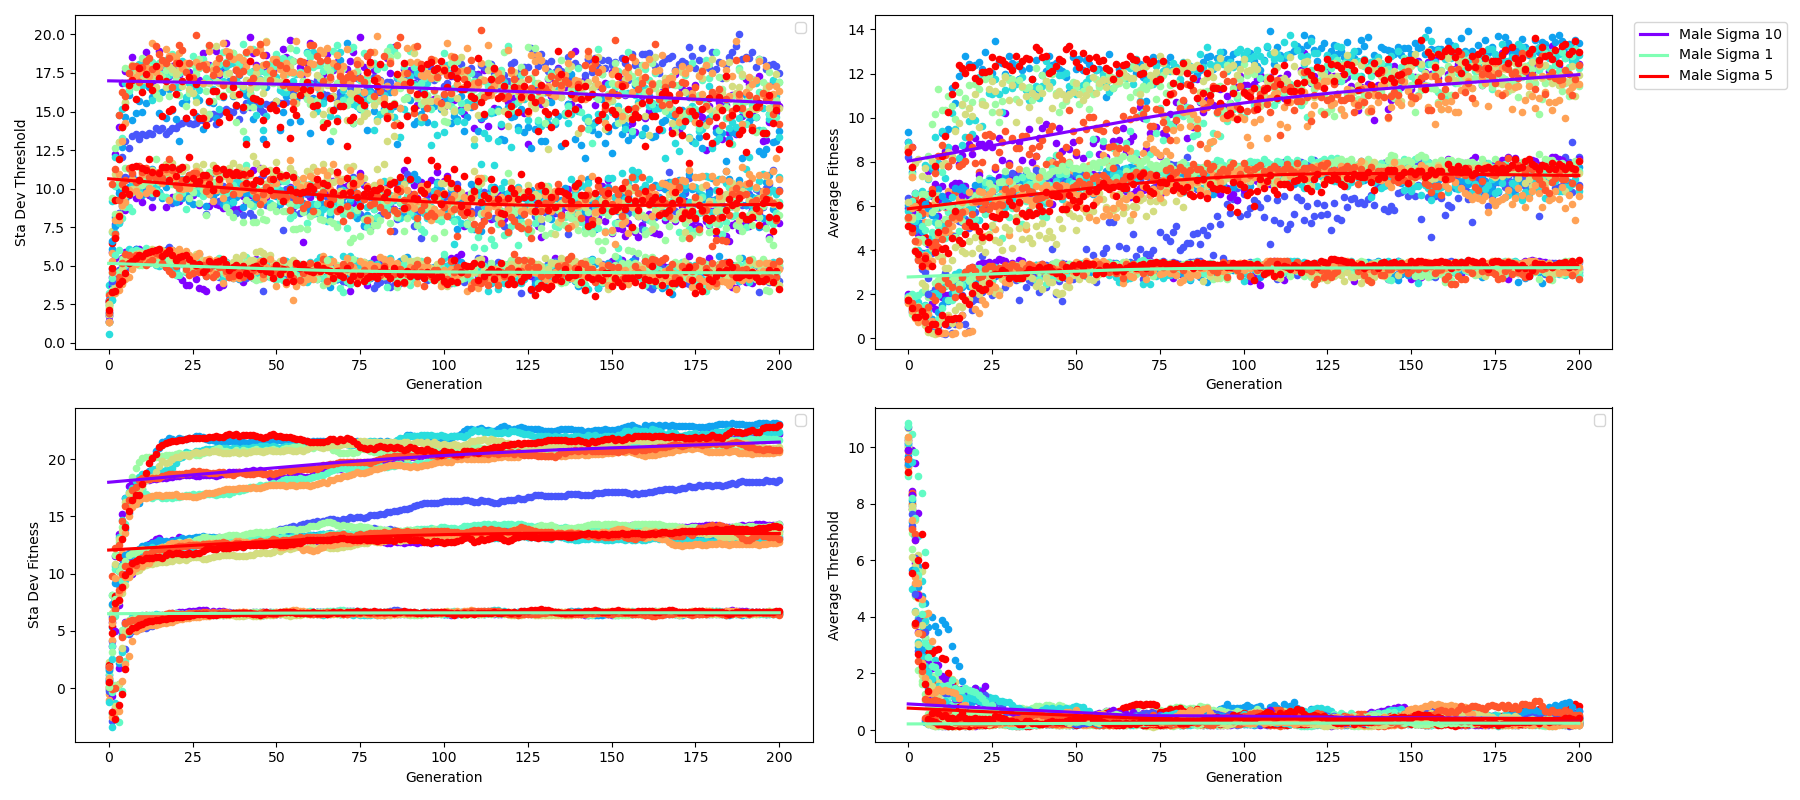 Sta Dev Threshold
20.0
17.5
15.0
12.5
10.0
7.5
5.0
2.5
0.0
0 25 50 75 100 125 150 175 200
Generation
Average Fitness
14
12
10
8
6
4
2
0
0 25 50 75 100 125 150 175 200
Generation
Male Sigma 10
Male Sigma 1
Male Sigma 5
Sta Dev Fitness
20
15
10
5
0
0 25 50 75 100 125 150 175 200
Generation
Average Threshold
10
8
6
4
2
0
0 25 50 75 100 125 150 175 200
Generation